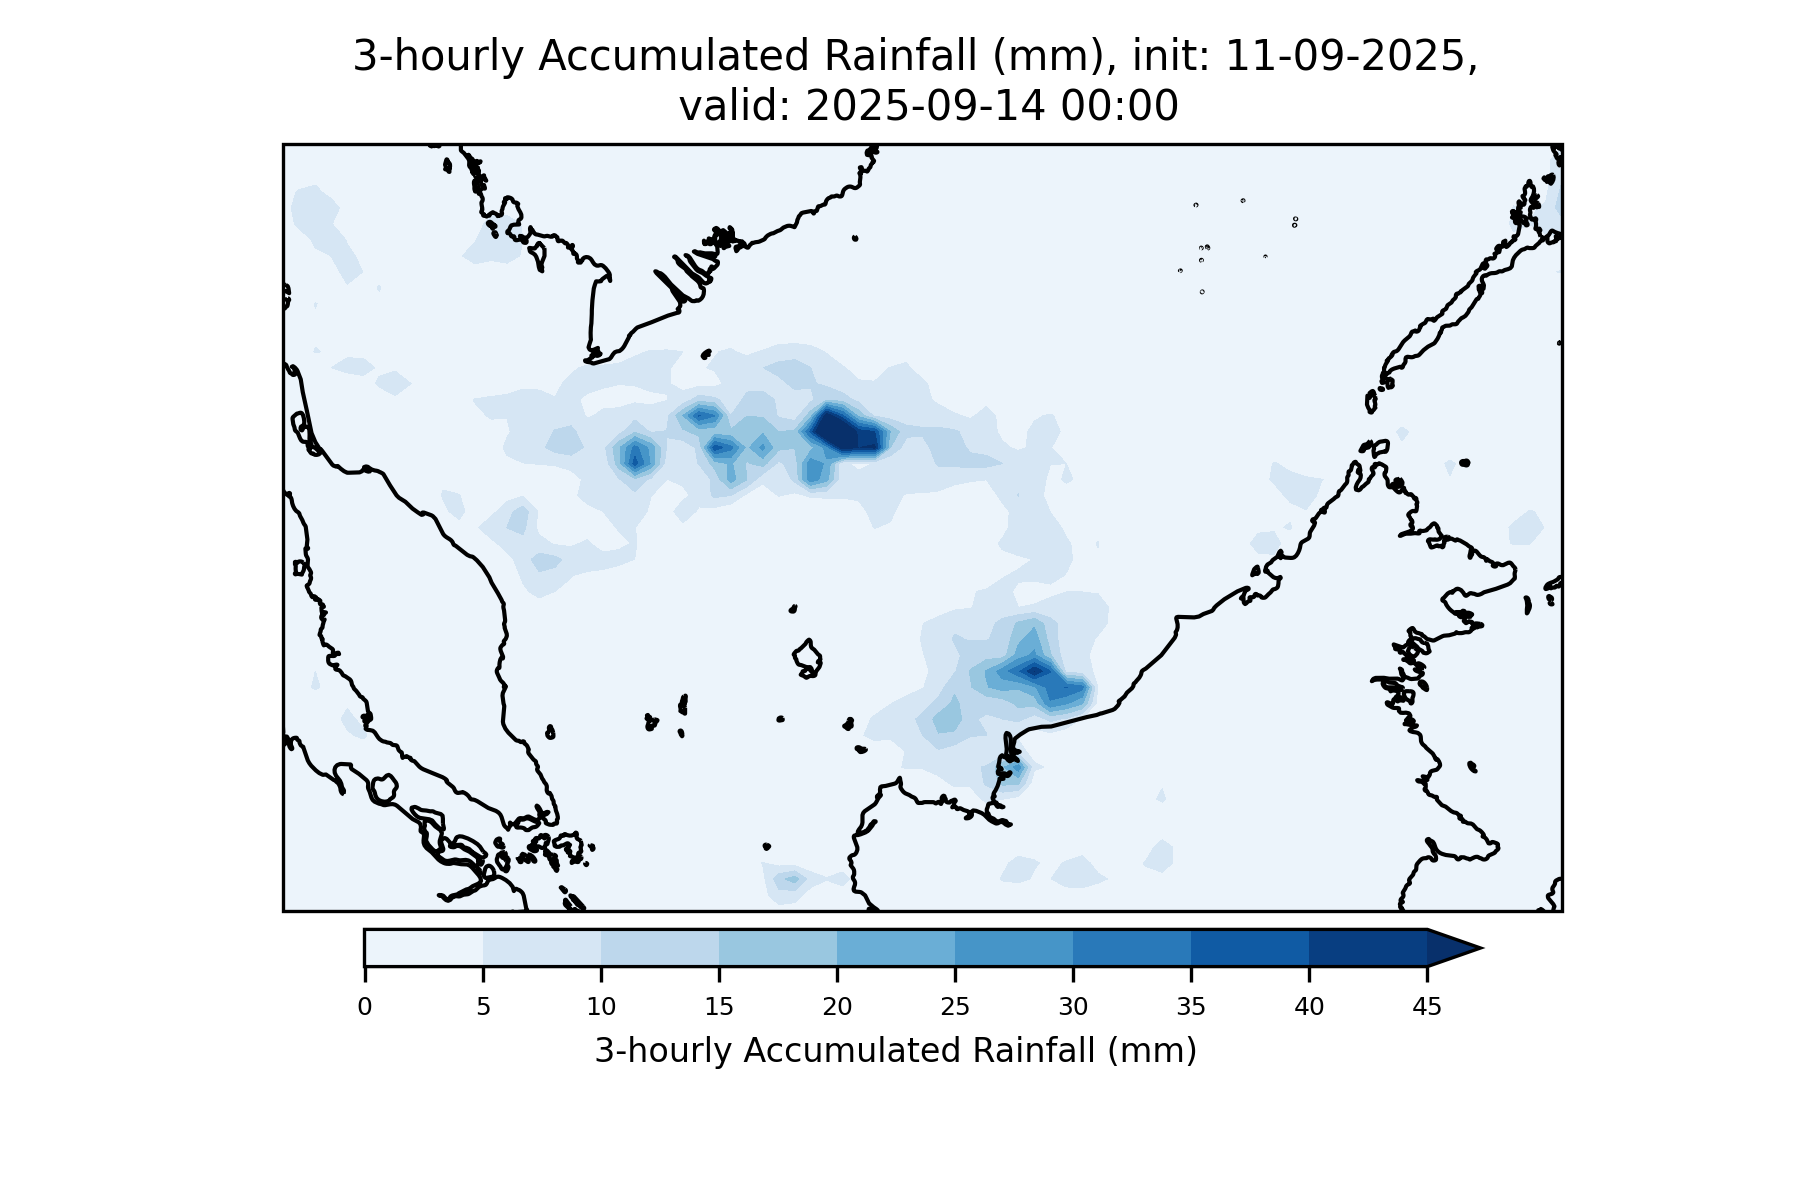 3-hourly Accumulated Rainfall (mm), init: 11-09-2025,
valid: 2025-09-14 00:00
0 5 10 15 20 25 30 35 40 45
3-hourly Accumulated Rainfall (mm)